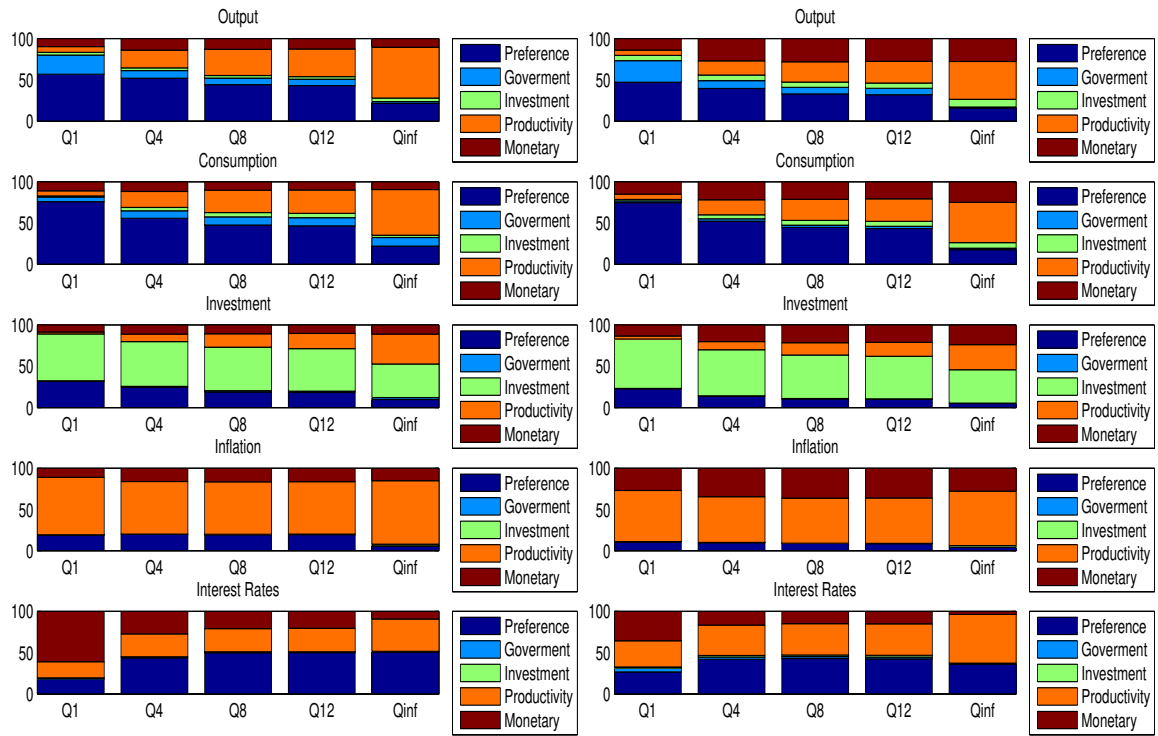 Output
100
50
0
Q1 Q4 Q8 Q12 Qinf
Preference
Goverment
Investment
Productivity
Monetary
Consumption
100
50
0
Q1 Q4 Q8 Q12 Qinf
Preference
Goverment
Investment
Productivity
Monetary
Investment
100
50
0
Q1 Q4 Q8 Q12 Qinf
Preference
Goverment
Investment
Productivity
Monetary
Inflation
100
50
0
Q1 Q4 Q8 Q12 Qinf
Preference
Goverment
Investment
Productivity
Monetary
Interest Rates
100
50
0
Q1 Q4 Q8 Q12 Qinf
Preference
Goverment
Investment
Productivity
Monetary
Output
100
50
0
Q1 Q4 Q8 Q12 Qinf
Preference
Goverment
Investment
Productivity
Monetary
Consumption
100
50
0
Q1 Q4 Q8 Q12 Qinf
Preference
Goverment
Investment
Productivity
Monetary
Investment
100
50
0
Q1 Q4 Q8 Q12 Qinf
Preference
Goverment
Investment
Productivity
Monetary
Inflation
100
50
0
Q1 Q4 Q8 Q12 Qinf
Preference
Goverment
Investment
Productivity
Monetary
Interest Rates
100
50
0
Q1 Q4 Q8 Q12 Qinf
Preference
Goverment
Investment
Productivity
Monetary